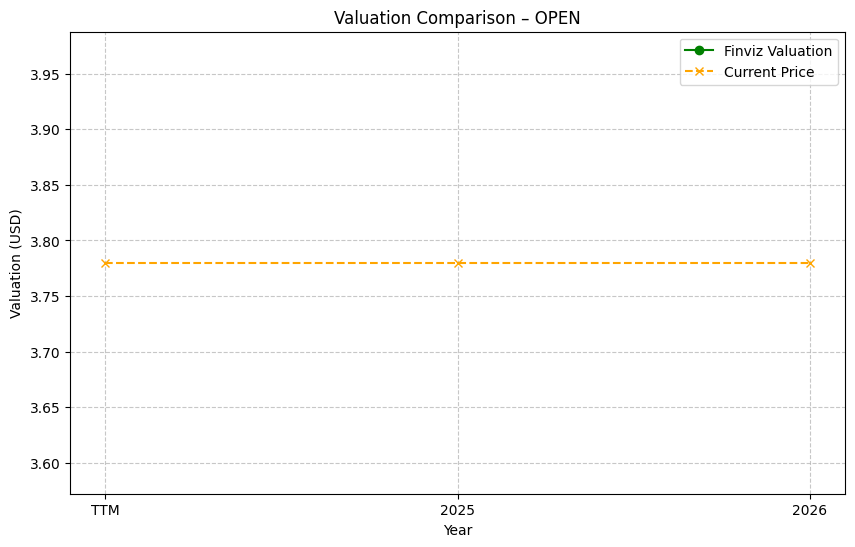 Valuation Comparison – OPEN
Finviz Valuation
Current Price
3.95
3.90
3.85
3.80
3.75
3.70
3.65
3.60
Valuation (USD)
TTM
2025
2026
Year